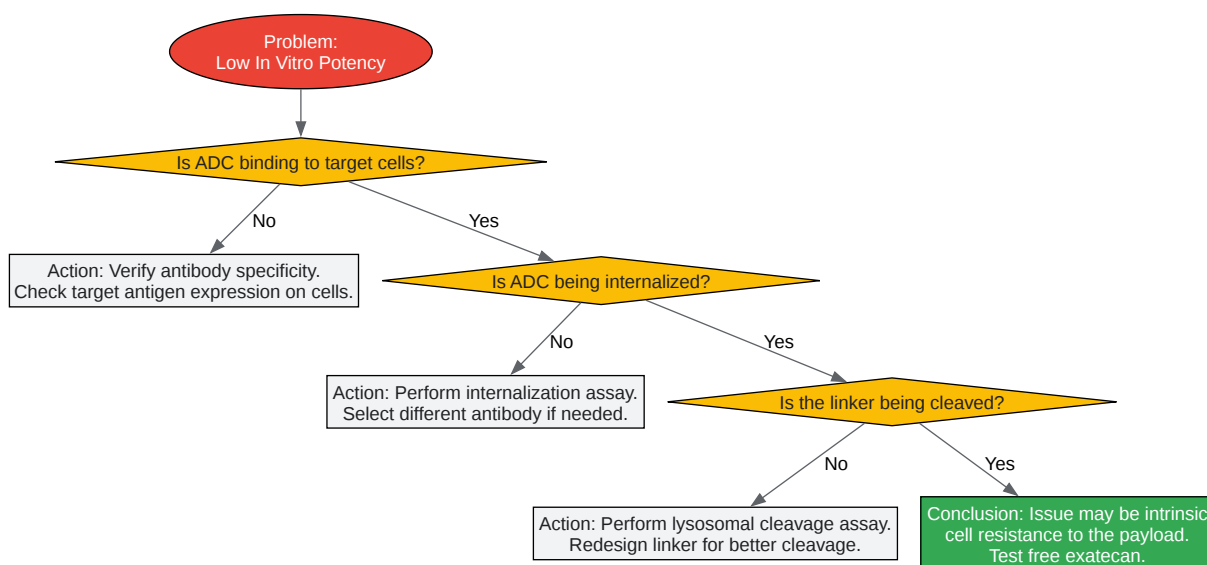 Problem:
Low In Vitro Potency
Is ADC binding to target cells?
No
Yes
Action: Verify antibody specificity.
Check target antigen expression on cells.
Is ADC being internalized?
No
Yes
Action: Perform internalization assay.
Select different antibody if needed.
Is the linker being cleaved?
No
Yes
Action: Perform lysosomal cleavage assay.
Redesign linker for better cleavage.
Conclusion: Issue may be intrinsic
cell resistance to the payload.
Test free exatecan.